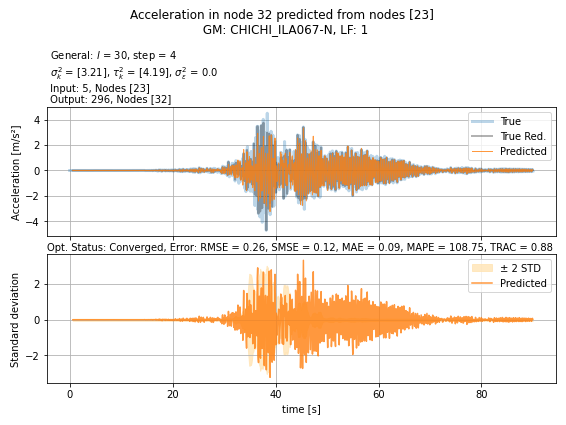 Acceleration in node 32 predicted from nodes [23]
GM: CHICHI_ILA067-N, LF: 1
General: l = 30, step = 4
σ²ₖ = [3.21], τ²ₖ = [4.19], σ²ε = 0.0
Input: 5, Nodes [23]
Output: 296, Nodes [32]
4
2
0
−2
−4
Acceleration [m/s²]
True
True Red.
Predicted
Opt. Status: Converged, Error: RMSE = 0.26, SMSE = 0.12, MAE = 0.09, MAPE = 108.75, TRAC = 0.88
2
0
−2
Standard deviation
± 2 STD
Predicted
0 20 40 60 80
time [s]